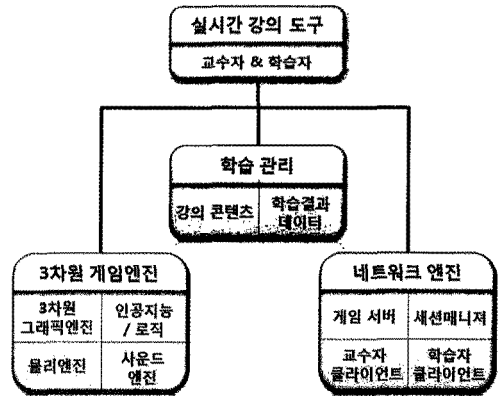 실시간 강의 도구
교수자 & 학습자
학습 관리
강의 콘텐츠
학습결과
데이터
3차원 게임엔진
3차원
그래픽엔진
인공지능
/ 로직
물리엔진
사운드
엔진
네트워크 엔진
게임 서버
세션매니져
교수자
클라이언트
학습자
클라이언트